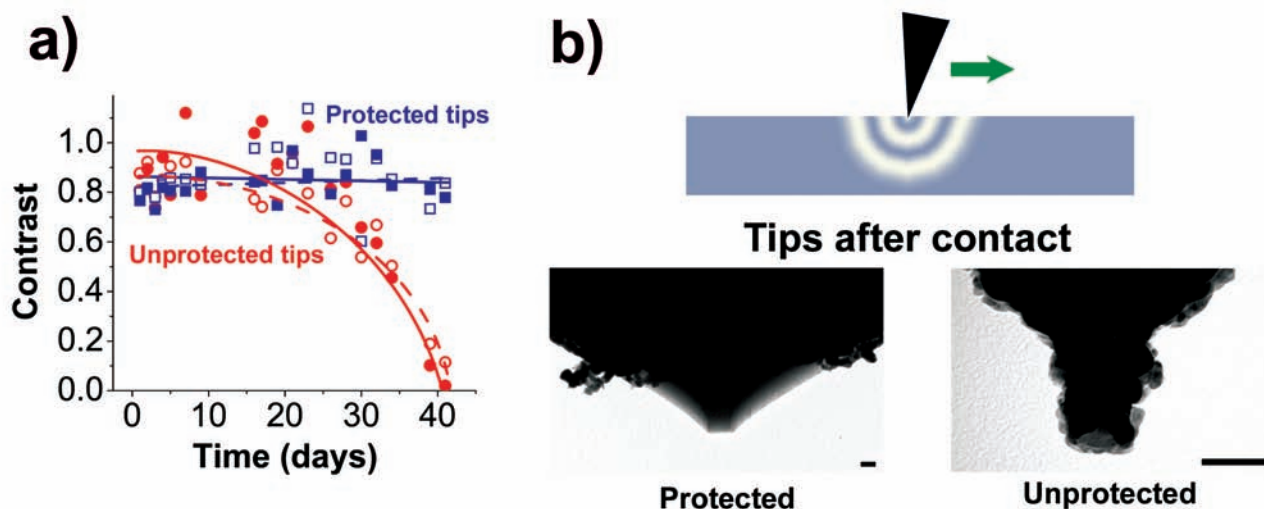 a)
Protected tips
Unprotected tips
Contrast
1.0
0.8
0.6
0.4
0.2
0.0
0 10 20 30 40
Time (days)
b)
Tips after contact
Protected
Unprotected